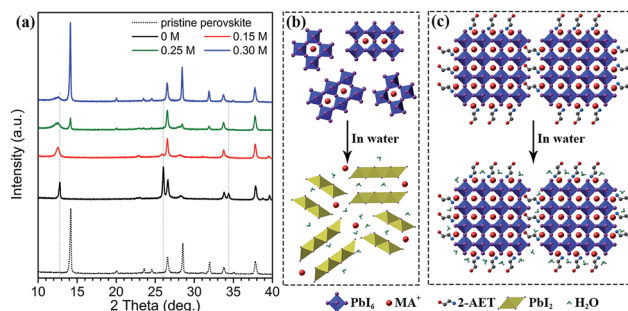 (a)
pristine perovskite
0 M
0.15 M
0.25 M
0.30 M
Intensity (a.u.)
10 15 20 25 30 35 40
2 Theta (deg.)
(b)
In water
(c)
In water
PbI₆
MA⁺
2-AET
PbI₂
H₂O